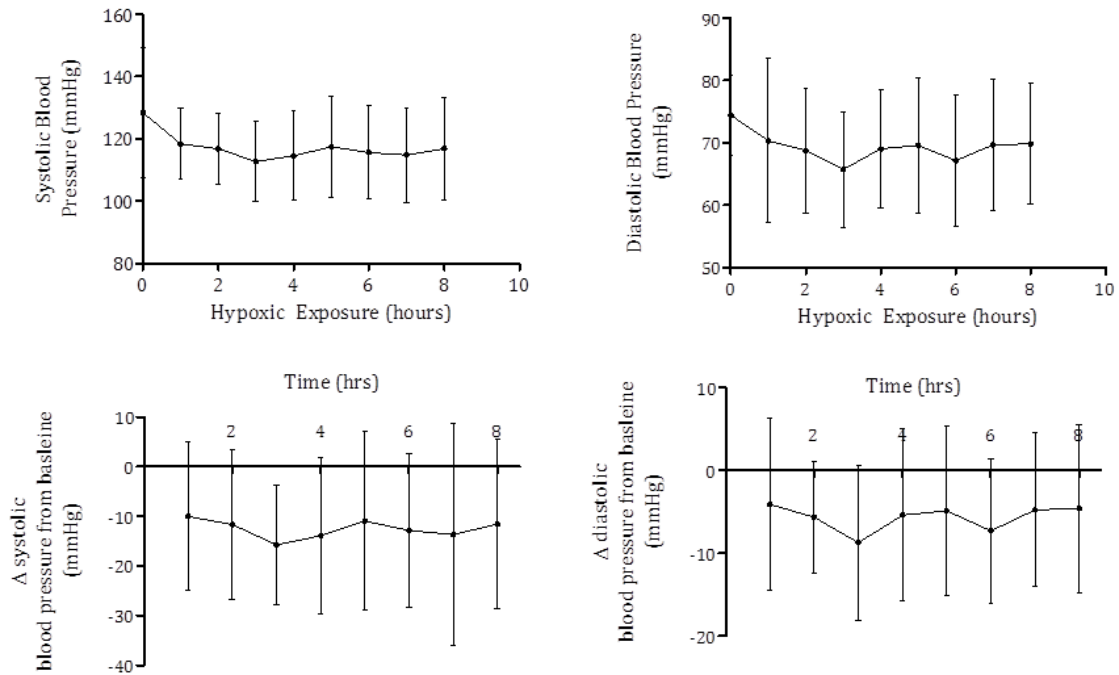 160
140
120
100
80
0
2
4
6
8
10
Systolic Blood
Pressure (mmHg)
Hypoxic Exposure (hours)
90
80
70
60
50
0
2
4
6
8
10
Diastolic Blood Pressure
(mmHg)
Hypoxic Exposure (hours)
Time (hrs)
10
0
-10
-20
-30
-40
2
4
6
8
Δ systolic
blood pressure from basleine
(mmHg)
Time (hrs)
10
0
-10
-20
2
4
6
8
Δ diastolic
blood pressure from basleine
(mmHg)